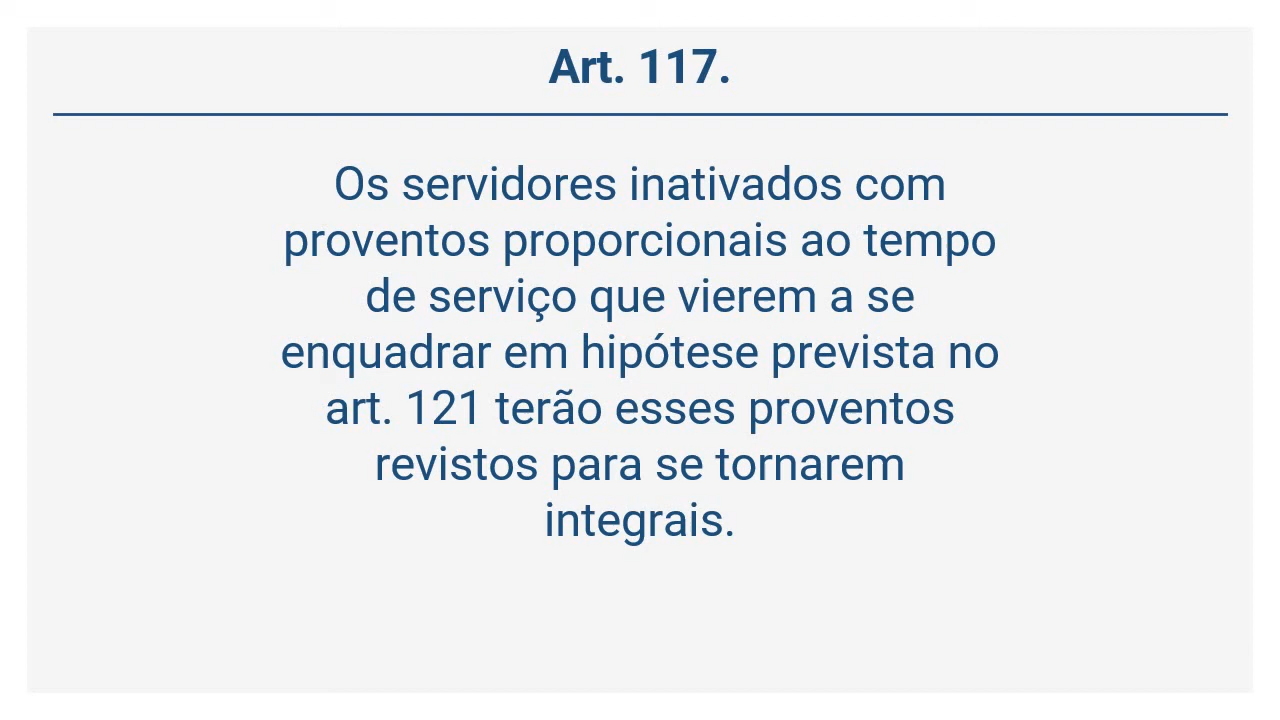 Art. 117.
Os servidores inativados com
proventos proporcionais ao tempo
de serviço que vierem a se
enquadrar em hipótese prevista no
art. 121 terão esses proventos
revistos para se tornarem
integrais.